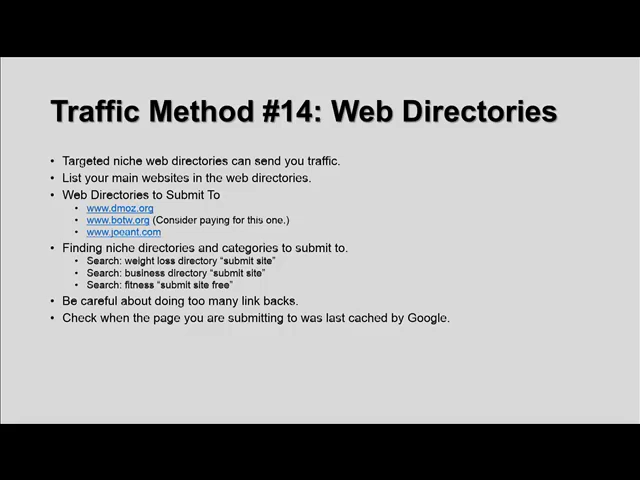 Traffic Method #14: Web Directories
• Targeted niche web directories can send you traffic.
• List your main websites in the web directories.
• Web Directories to Submit To
• www.dmoz.org
• www.botw.org (Consider paying for this one.)
• www.joeant.com
• Finding niche directories and categories to submit to.
• Search: weight loss directory “submit site”
• Search: business directory “submit site”
• Search: fitness “submit site free”
• Be careful about doing too many link backs.
• Check when the page you are submitting to was last cached by Google.